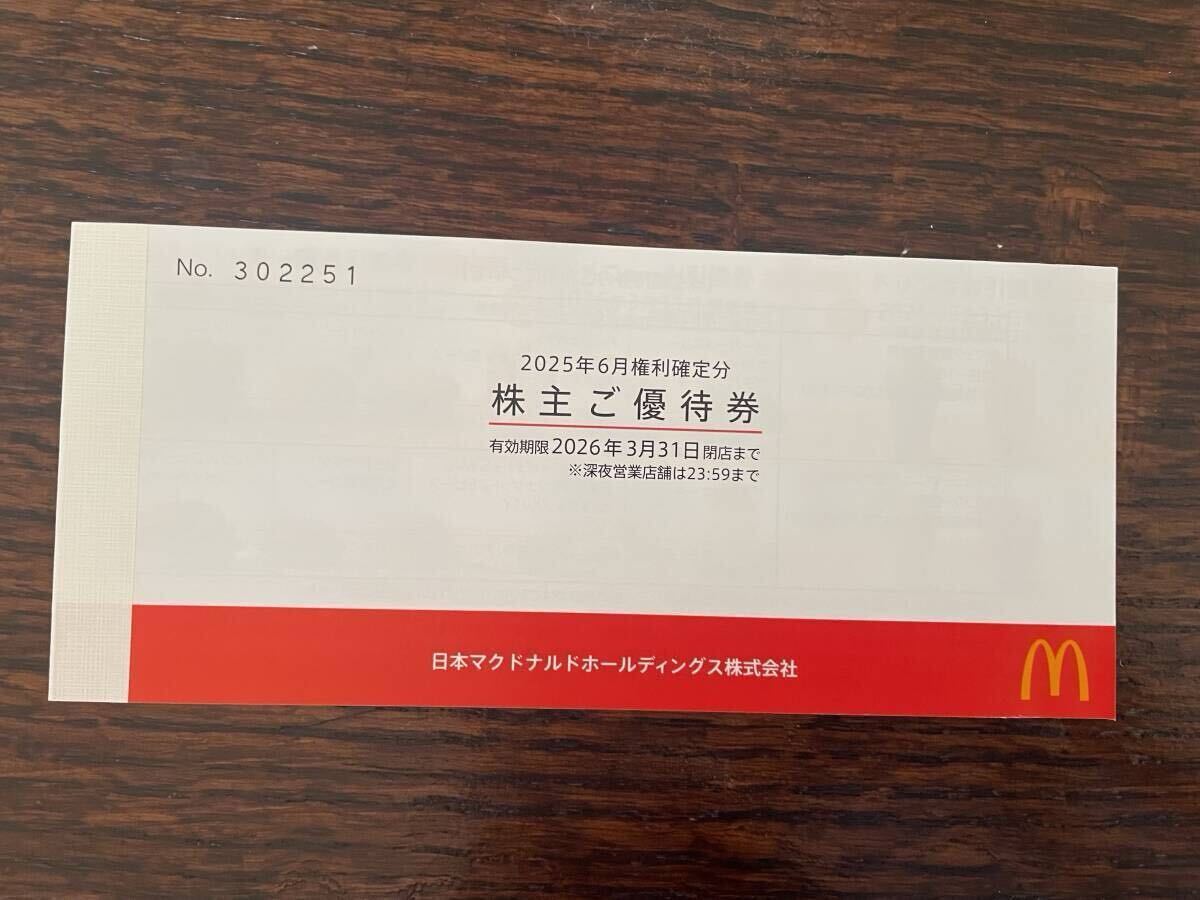 No. 302251
2025年6月権利確定分
株主ご優待券
有効期限2026年3月31日閉店まで
※深夜営業店舗は23:59まで
日本マクドナルドホールディングス株式会社